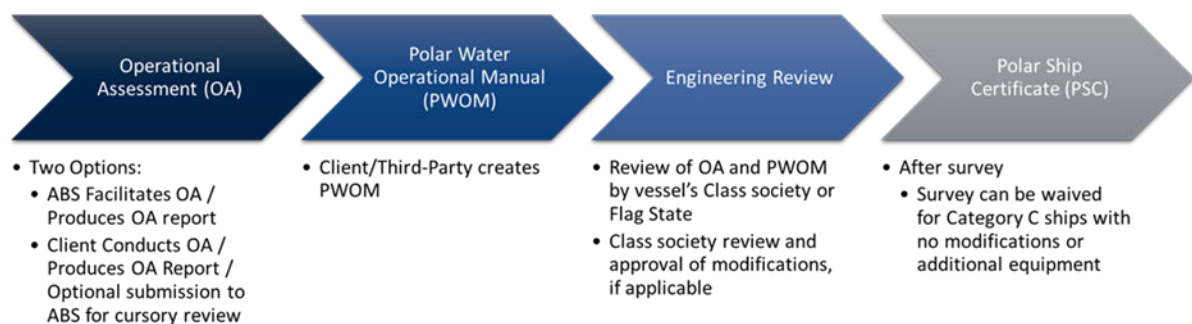 Operational
Assessment (OA)
Polar Water
Operational Manual
(PWOM)
Engineering Review
Polar Ship
Certificate (PSC)
• Two Options:
• ABS Facilitates OA /
Produces OA report
• Client Conducts OA /
Produces OA Report /
Optional submission to
ABS for cursory review
• Client/Third-Party creates
PWOM
• Review of OA and PWOM
by vessel's Class society or
Flag State
• Class society review and
approval of modifications,
if applicable
• After survey
• Survey can be waived
for Category C ships with
no modifications or
additional equipment